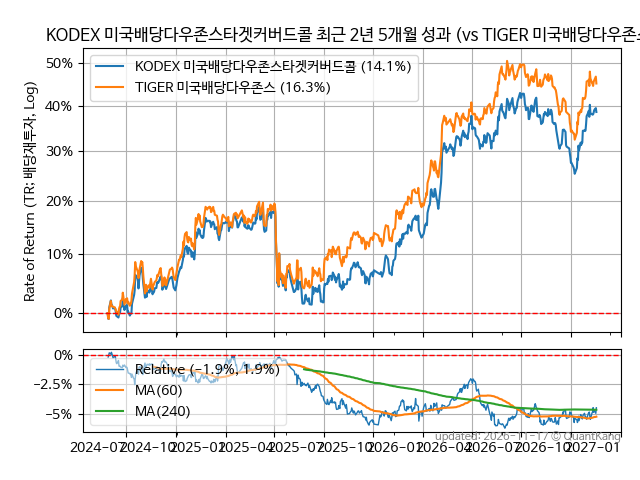 KODEX 미국배당다우존스타겟커버드콜 최근 2년 5개월 성과 (vs TIGER 미국배당다우존스
Rate of Return (TR: 배당재투자, Log)
50%
40%
30%
20%
10%
0%
KODEX 미국배당다우존스타겟커버드콜 (14.1%)
TIGER 미국배당다우존스 (16.3%)
0%
−2.5%
−5%
Relative (−1.9%, 1.9%)
MA(60)
MA(240)
2024-07 2024-10 2025-01 2025-04 2025-07 2025-10 2026-01 2026-04 2026-07 2026-10 2027-01
updated: 2026-11-17 © QuantKang